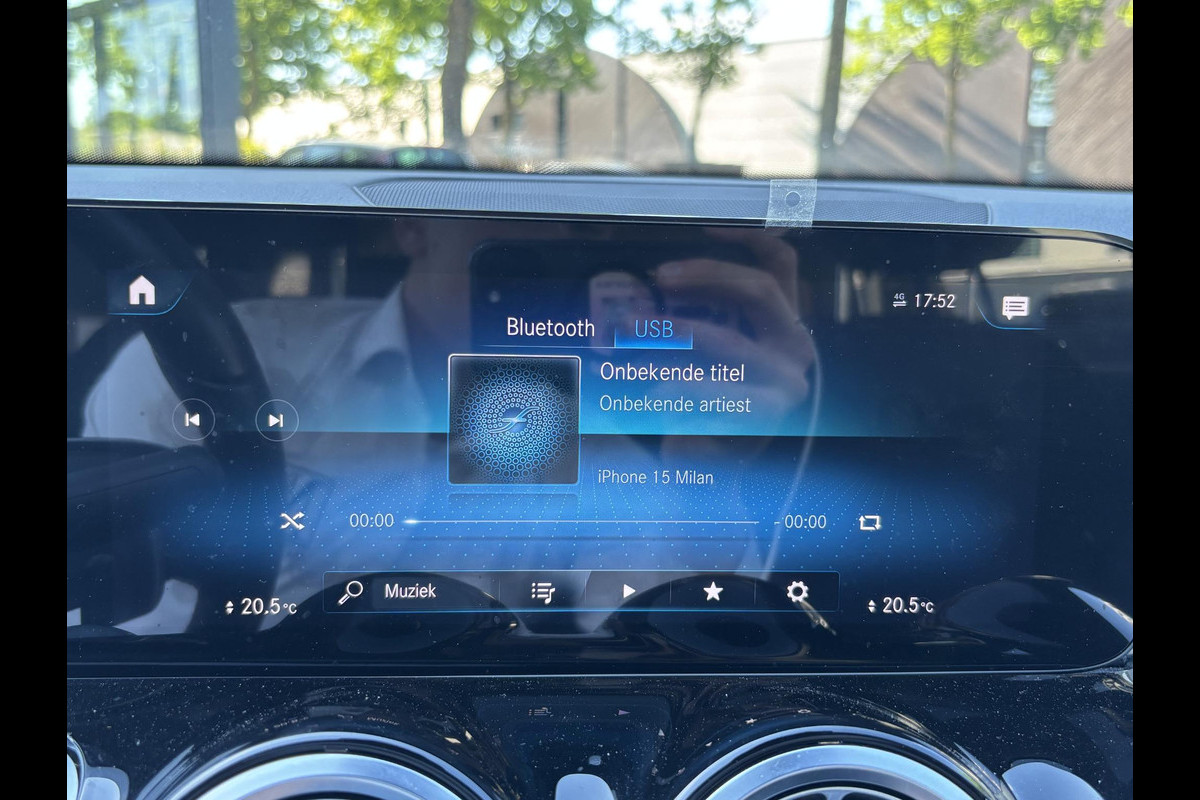 4G 17:52
Bluetooth USB
Onbekende titel
Onbekende artiest
iPhone 15 Milan
00:00 -00:00
Muziek
20.5°C 20.5°C